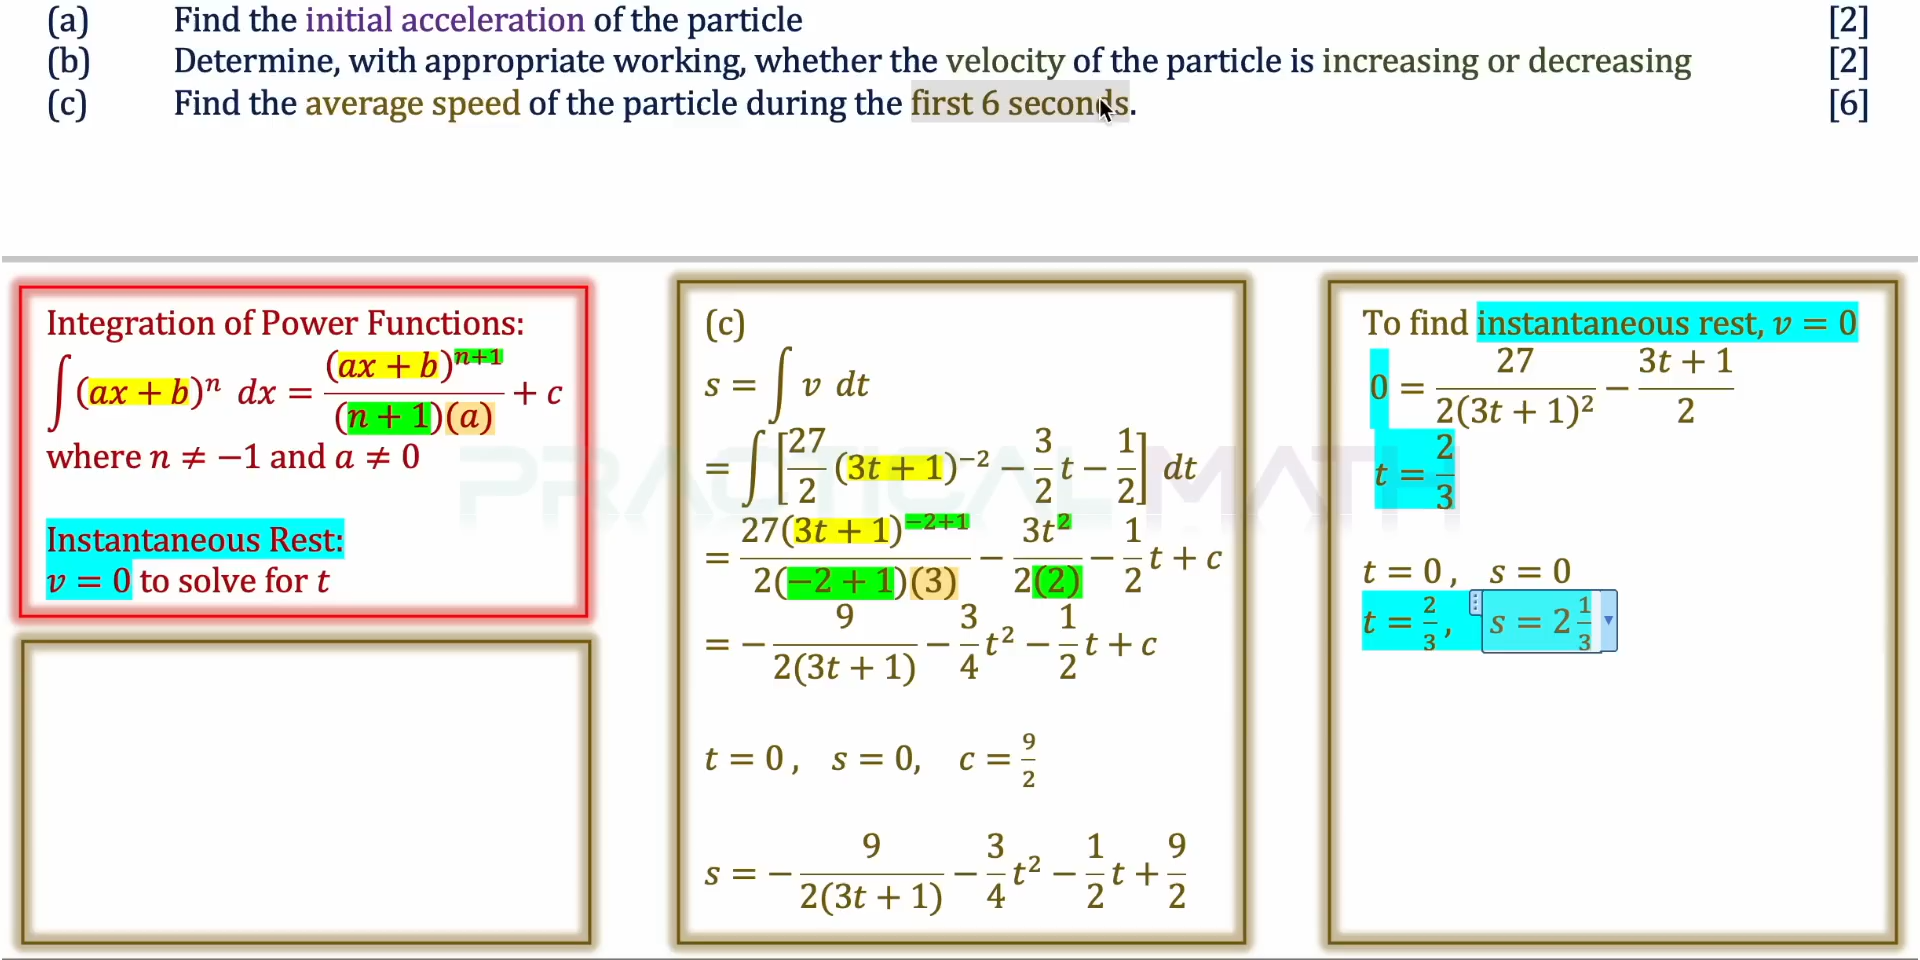 (a) Find the initial acceleration of the particle [2]
(b) Determine, with appropriate working, whether the velocity of the particle is increasing or decreasing [2]
(c) Find the average speed of the particle during the first 6 seconds. [6]
Integration of Power Functions:
∫(ax + b)ⁿ dx = (ax + b)ⁿ⁺¹/((n + 1)(a)) + c
where n ≠ −1 and a ≠ 0
Instantaneous Rest:
v = 0 to solve for t
(c)
s = ∫ v dt
= ∫ [27/2 (3t + 1)⁻² − 3/2 t − 1/2] dt
= 27(3t + 1)⁻²⁺¹/(2(−2 + 1)(3)) − 3t²/(2(2)) − 1/2 t + c
= − 9/(2(3t + 1)) − 3/4 t² − 1/2 t + c
t = 0, s = 0, c = 9/2
s = − 9/(2(3t + 1)) − 3/4 t² − 1/2 t + 9/2
To find instantaneous rest, v = 0
0 = 27/(2(3t + 1)²) − (3t + 1)/2
t = 2/3
t = 0, s = 0
t = 2/3, s = 2 1/3
PRACTICAL MATH